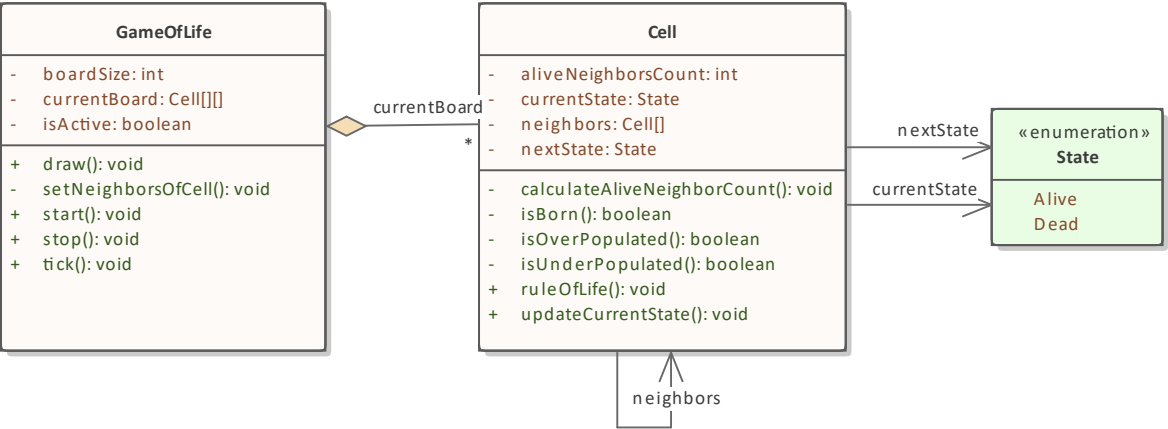 GameOfLife
- boardSize: int
- currentBoard: Cell[][]
- isActive: boolean
+ draw(): void
- setNeighborsOfCell(): void
+ start(): void
+ stop(): void
+ tick(): void
currentBoard
*
Cell
- aliveNeighborsCount: int
- currentState: State
- neighbors: Cell[]
- nextState: State
- calculateAliveNeighborCount(): void
- isBorn(): boolean
- isOverPopulated(): boolean
- isUnderPopulated(): boolean
+ ruleOfLife(): void
+ updateCurrentState(): void
neighbors
nextState
currentState
«enumeration»
State
Alive
Dead